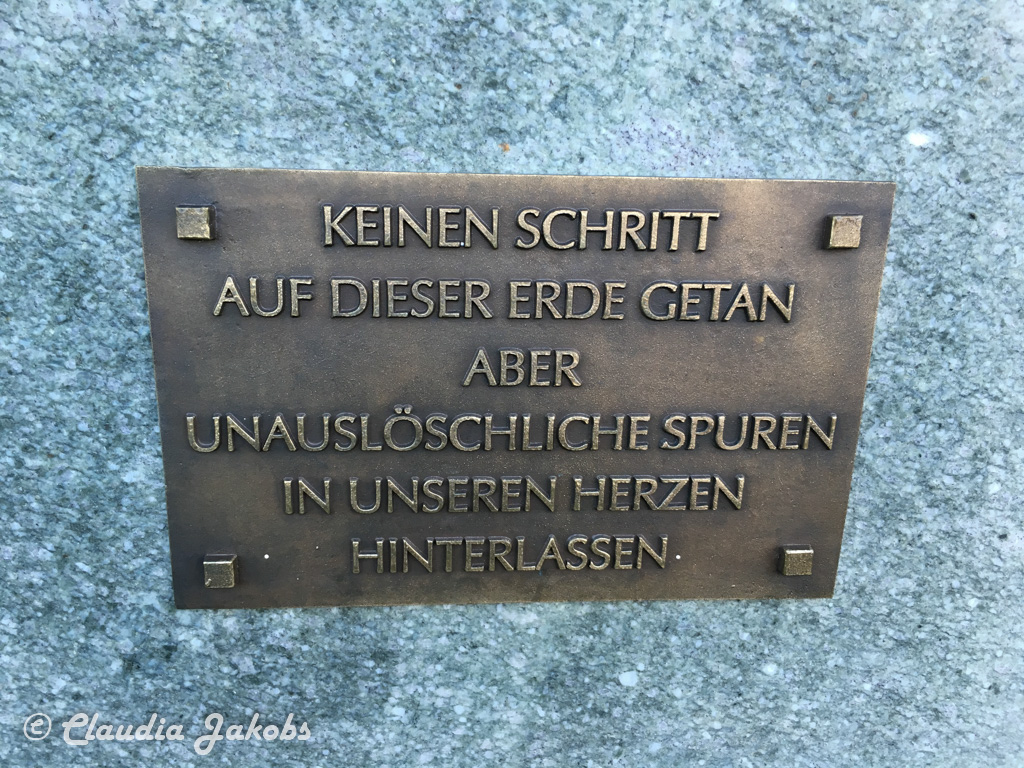 KEINEN SCHRITT
AUF DIESER ERDE GETAN
ABER
UNAUSLÖSCHLICHE SPUREN
IN UNSEREN HERZEN
HINTERLASSEN
© Claudia Jakobs